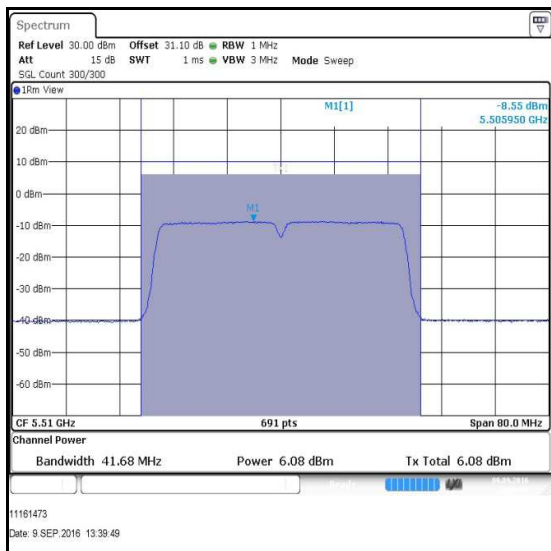 Spectrum
Ref Level 30.00 dBm Offset 31.10 dB RBW 1 MHz
Att 15 dB SWT 1 ms VBW 3 MHz Mode Sweep
SGL Count 300/300
1Rm View
M1[1] -8.55 dBm
5.505950 GHz
20 dBm
10 dBm
0 dBm
M1
-10 dBm
-20 dBm
-30 dBm
-40 dBm
-50 dBm
-60 dBm
CF 5.51 GHz 691 pts Span 80.0 MHz
Channel Power
Bandwidth 41.68 MHz Power 6.08 dBm Tx Total 6.08 dBm
11161473
Date: 9.SEP.2016 13:39:49